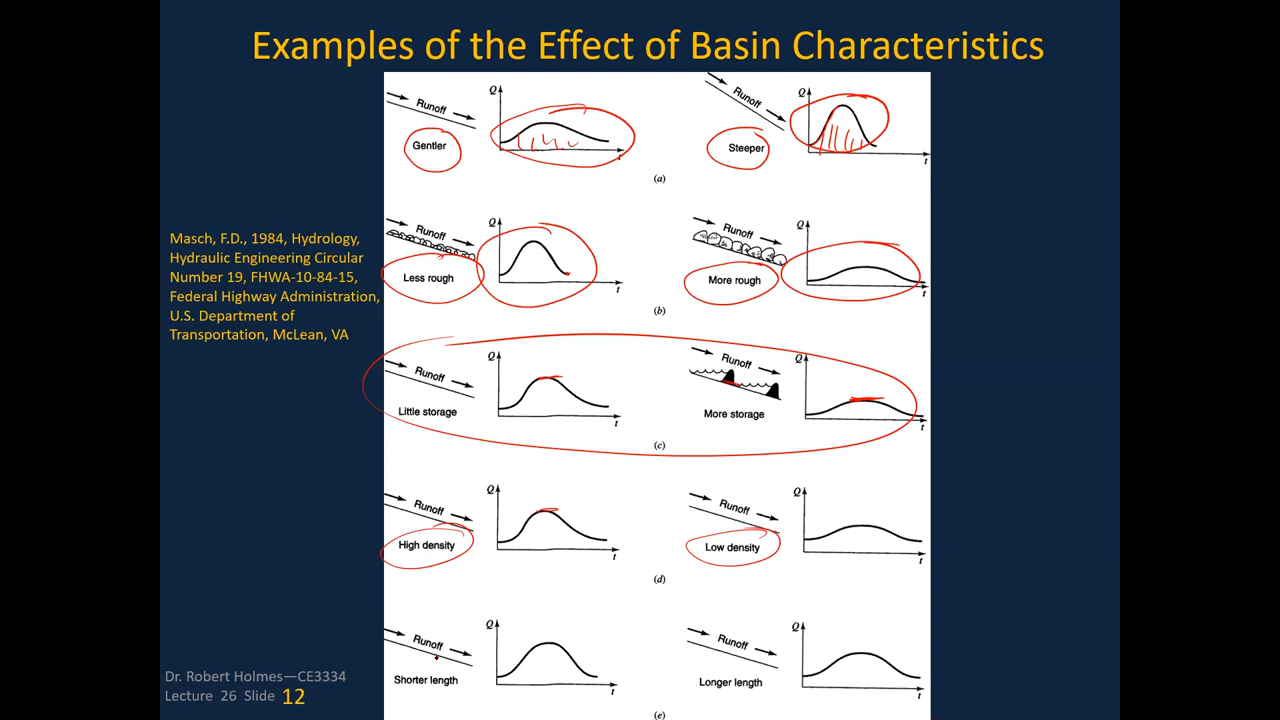 Examples of the Effect of Basin Characteristics
Runoff
Gentler
Q
t
Runoff
Steeper
Q
t
(a)
Masch, F.D., 1984, Hydrology,
Hydraulic Engineering Circular
Number 19, FHWA-10-84-15,
Federal Highway Administration,
U.S. Department of
Transportation, McLean, VA
Runoff
Less rough
Q
t
Runoff
More rough
Q
t
(b)
Runoff
Little storage
Q
t
Runoff
More storage
Q
t
(c)
Runoff
High density
Q
t
Runoff
Low density
Q
t
(d)
Runoff
Shorter length
Q
t
Runoff
Longer length
Q
t
(e)
Dr. Robert Holmes—CE3334
Lecture 26 Slide 12